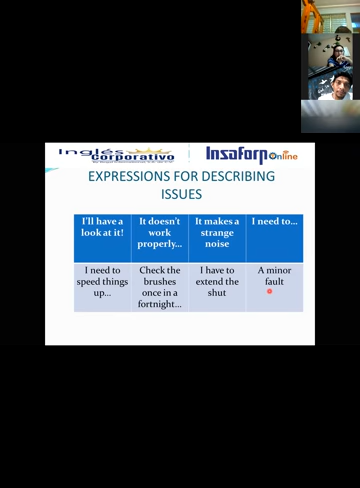 Inglés
Corporativo
Insaforp Online
EXPRESSIONS FOR DESCRIBING
ISSUES
I'll have a
look at it!
It doesn't
work
properly...
It makes a
strange
noise
I need to...
I need to
speed things
up...
Check the
brushes
once in a
fortnight...
I have to
extend the
shut
A minor
fault